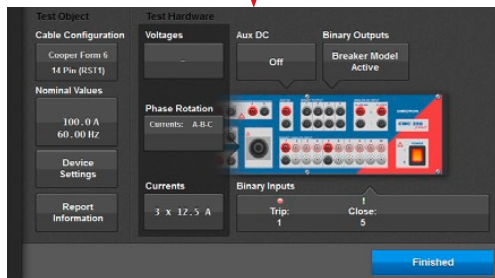 Test Object
Test Hardware
Cable Configuration
Voltages
Aux DC
Binary Outputs
Cooper Form 6
14 Pin (RST1)
–
Off
Breaker Model
Active
Nominal Values
100.0 A
60.00 Hz
Phase Rotation
Currents: A-B-C
Device
Settings
Currents
Binary Inputs
Report
Information
3 x 12.5 A
Trip:
1
Close:
5
Finished